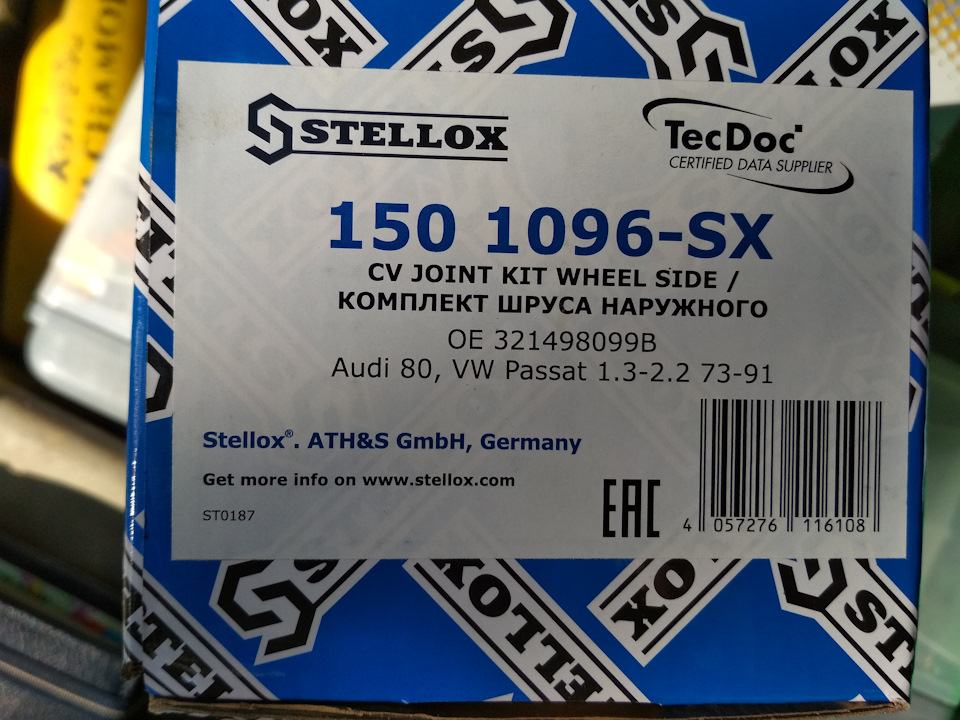 STELLOX
TecDoc
CERTIFIED DATA SUPPLIER
150 1096-SX
CV JOINT KIT WHEEL SIDE /
КОМПЛЕКТ ШРУСА НАРУЖНОГО
OE 321498099B
Audi 80, VW Passat 1.3-2.2 73-91
Stellox®. ATH&S GmbH, Germany
Get more info on www.stellox.com
ST0187
EAC
4 057276 116108